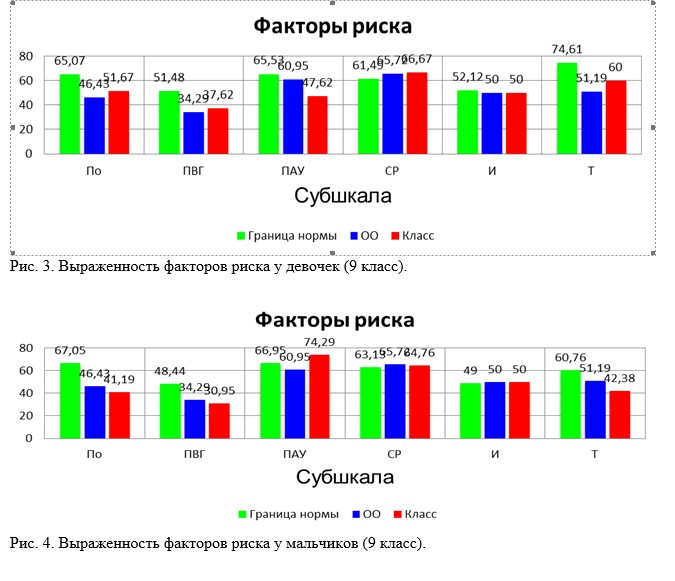 Факторы риска
65,07 46,43 51,67 51,48 34,29 37,62 65,53 60,95 47,62 61,49 65,72 66,67 52,12 50 50 74,61 51,19 60
80
60
40
20
0
По ПВГ ПАУ СР И Т
Субшкала
Граница нормы ОО Класс
Рис. 3. Выраженность факторов риска у девочек (9 класс).
Факторы риска
67,05 46,43 41,19 48,44 34,29 30,95 66,95 60,95 74,29 63,13 65,72 64,76 49 50 50 60,76 51,19 42,38
80
60
40
20
0
По ПВГ ПАУ СР И Т
Субшкала
Граница нормы ОО Класс
Рис. 4. Выраженность факторов риска у мальчиков (9 класс).